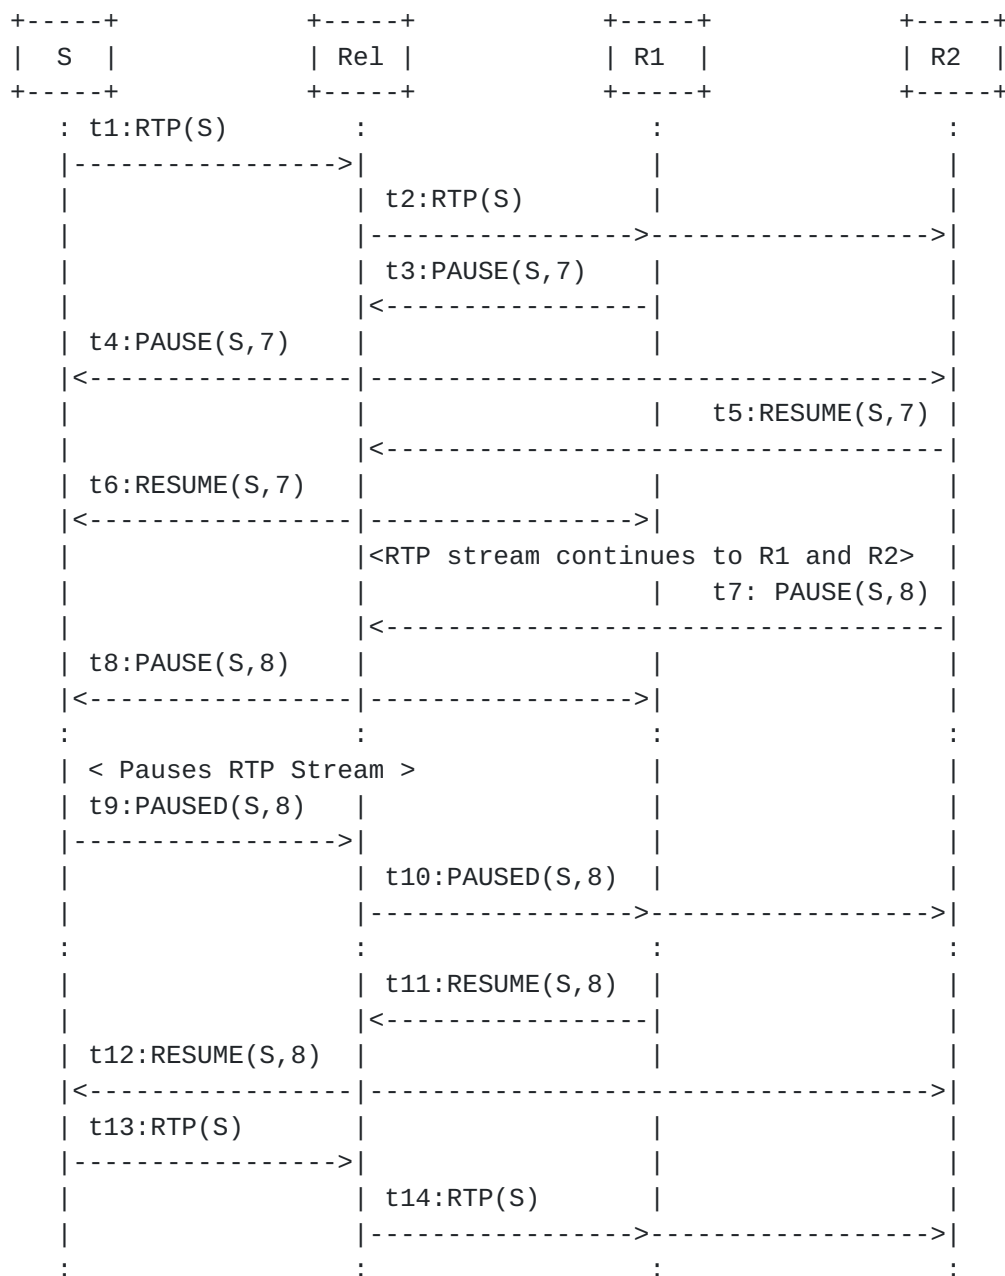 S Rel R1 R2
t1:RTP(S)
t2:RTP(S)
t3:PAUSE(S,7)
t4:PAUSE(S,7)
t5:RESUME(S,7)
t6:RESUME(S,7)
<RTP stream continues to R1 and R2>
t7: PAUSE(S,8)
t8:PAUSE(S,8)
< Pauses RTP Stream >
t9:PAUSED(S,8)
t10:PAUSED(S,8)
t11:RESUME(S,8)
t12:RESUME(S,8)
t13:RTP(S)
t14:RTP(S)